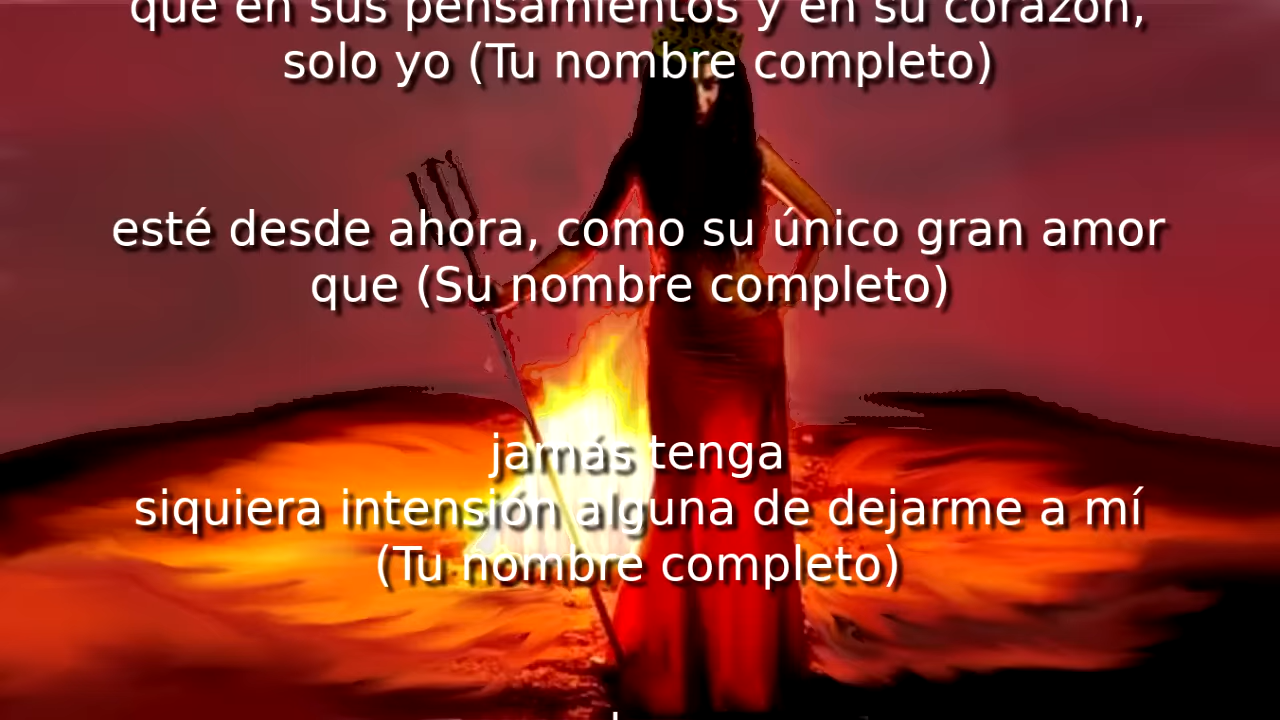 que en sus pensamientos y en su corazón,
solo yo (Tu nombre completo)
esté desde ahora, como su único gran amor
que (Su nombre completo)
jamás tenga
siquiera intensión alguna de dejarme a mí
(Tu nombre completo)